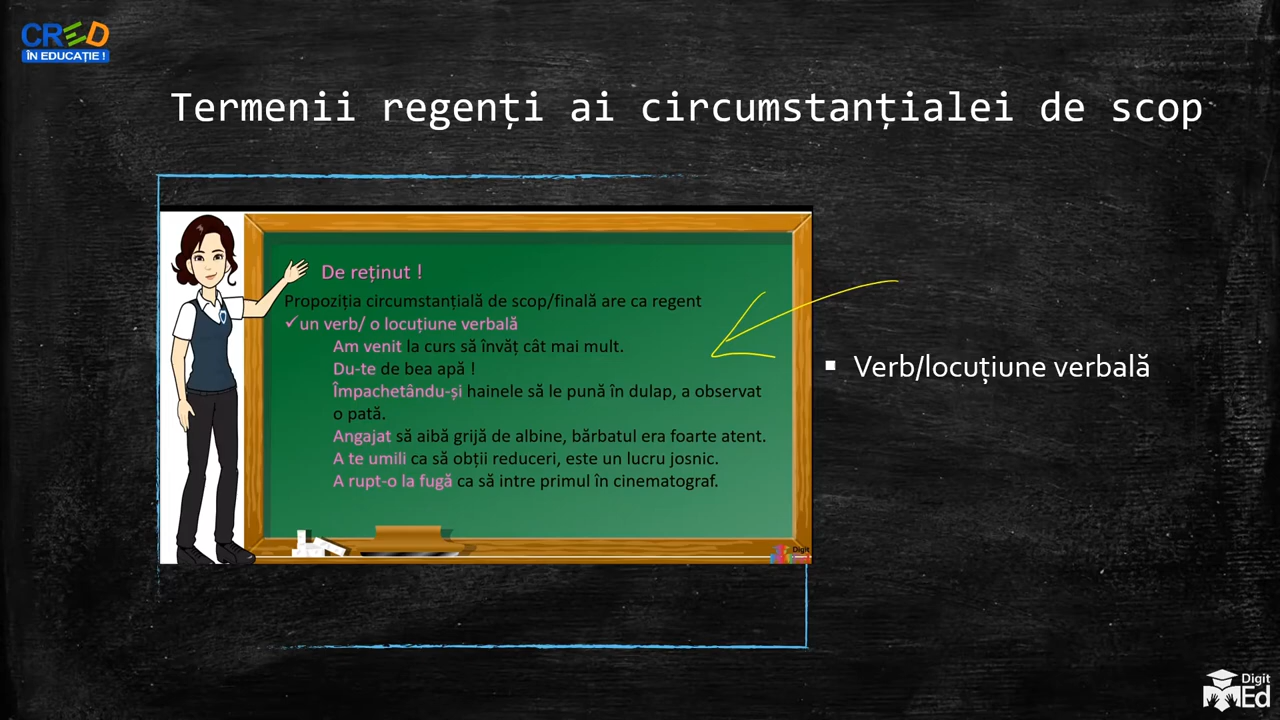 CRED
ÎN EDUCAȚIE !
Termenii regenți ai circumstanțialei de scop
De reținut !
Propoziția circumstanțială de scop/finală are ca regent
✓un verb/ o locuțiune verbală
Am venit la curs să învăț cât mai mult.
Du-te de bea apă !
Împachetându-și hainele să le pună în dulap, a observat
o pată.
Angajat să aibă grijă de albine, bărbatul era foarte atent.
A te umili ca să obții reduceri, este un lucru josnic.
A rupt-o la fugă ca să intre primul în cinematograf.
▪ Verb/locuțiune verbală
Digit
Digit
Ed